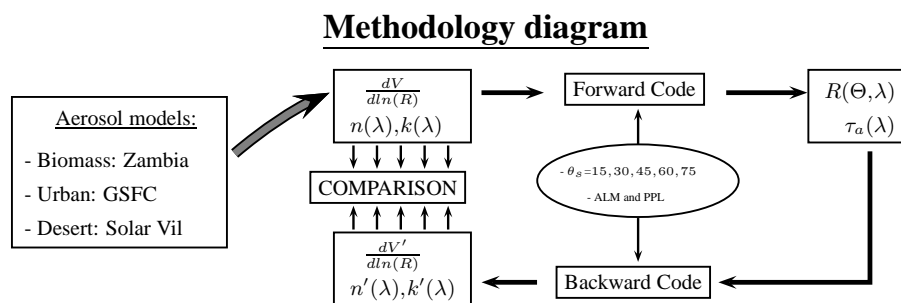 Methodology diagram
Aerosol models:
- Biomass: Zambia
- Urban: GSFC
- Desert: Solar Vil
dV
dln(R)
n(λ),k(λ)
COMPARISON
dV′
dln(R)
n′(λ),k′(λ)
Forward Code
- θs=15, 30, 45, 60, 75
- ALM and PPL
Backward Code
R(Θ,λ)
τa(λ)